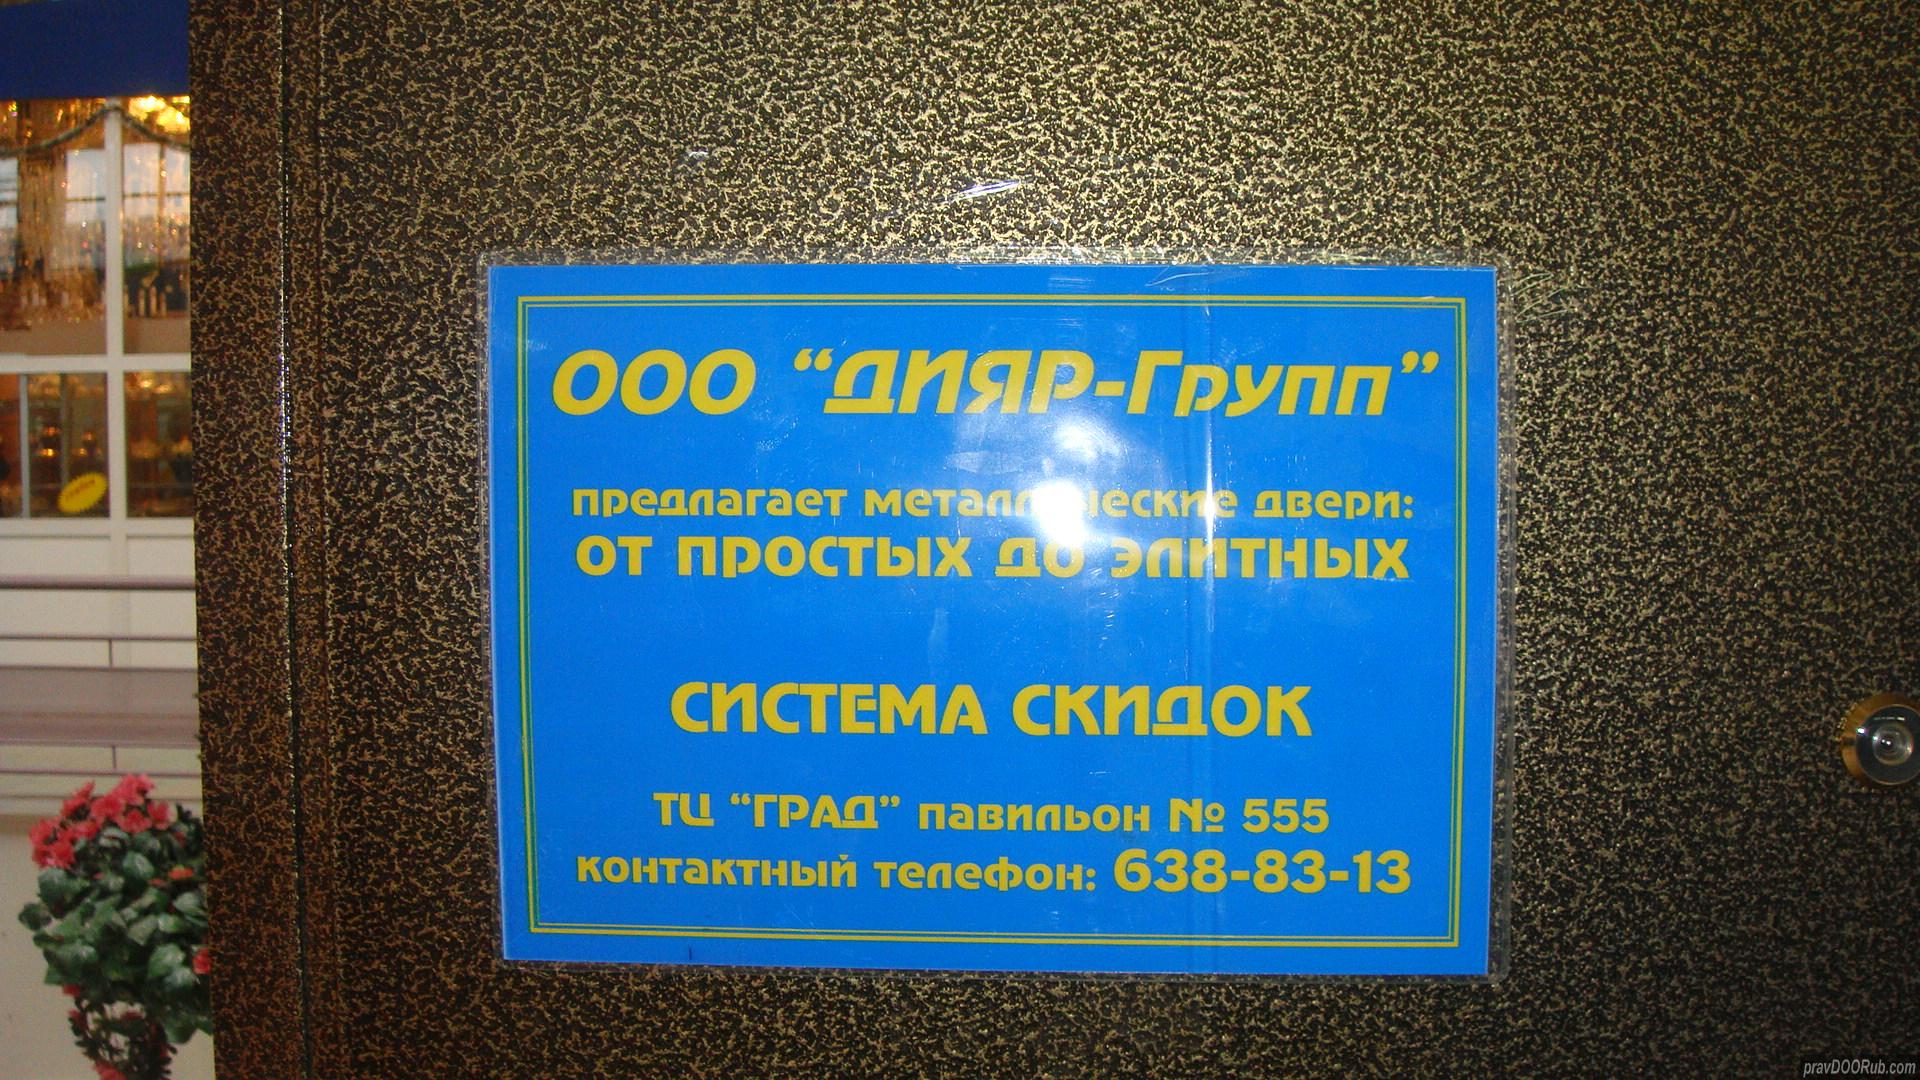 ООО “ДИЯР-Групп”
предлагает металлические двери:
ОТ ПРОСТЫХ ДО ЭЛИТНЫХ
СИСТЕМА СКИДОК
ТЦ “ГРАД” павильон № 555
контактный телефон: 638-83-13
pravDOORub.com